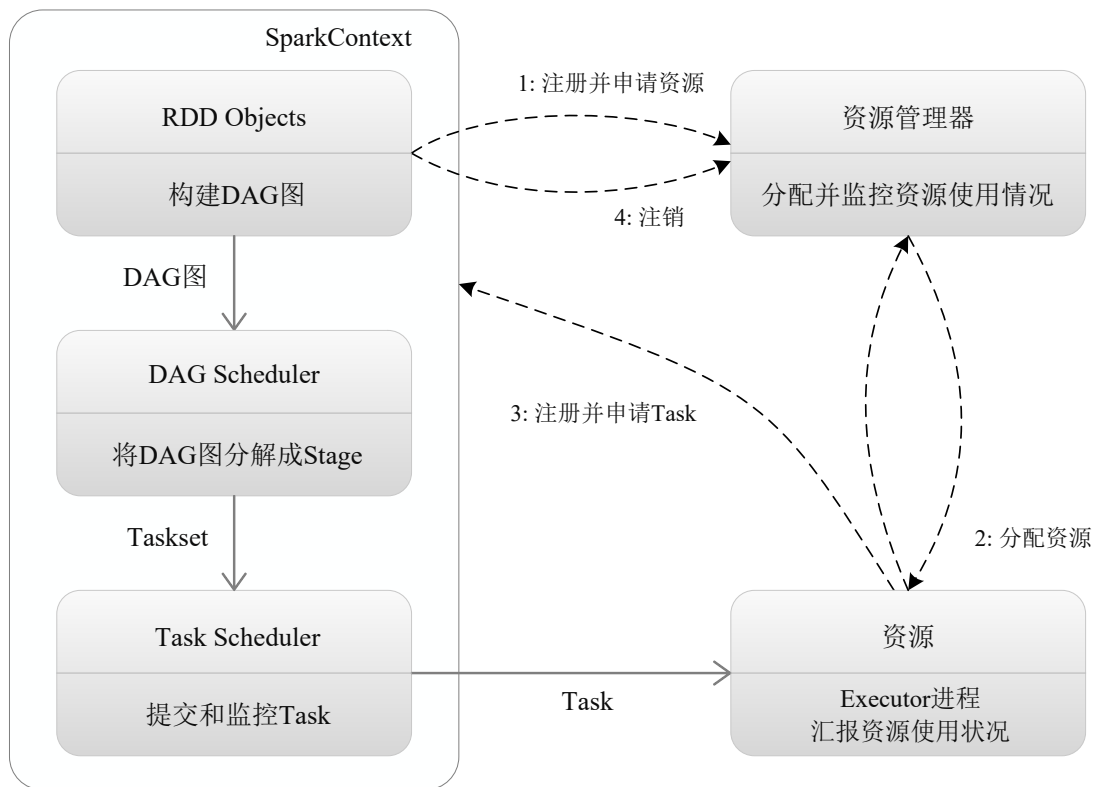 SparkContext
RDD Objects
构建DAG图
1: 注册并申请资源
资源管理器
分配并监控资源使用情况
4: 注销
DAG图
DAG Scheduler
将DAG图分解成Stage
3: 注册并申请Task
2: 分配资源
Taskset
Task Scheduler
提交和监控Task
Task
资源
Executor进程
汇报资源使用状况